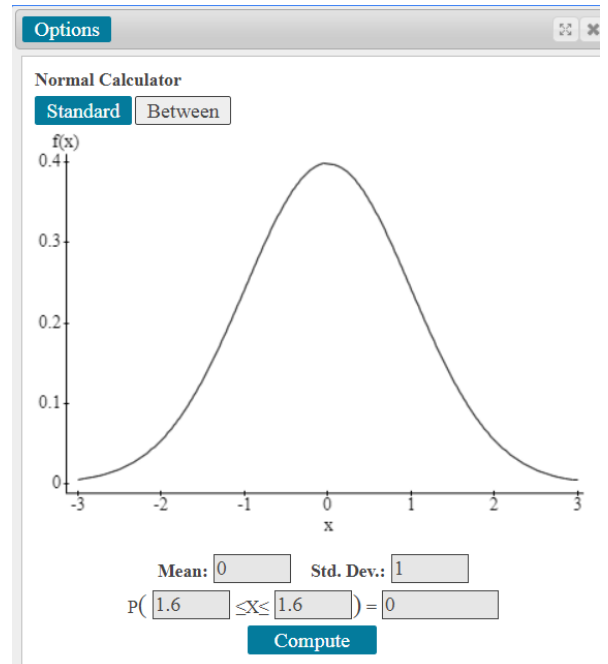 Options
Normal Calculator
Standard Between
f(x)
0.4
0.3
0.2
0.1
0
-3 -2 -1 0 1 2 3
x
Mean: 0 Std. Dev.: 1
P( 1.6 ≤X≤ 1.6 ) = 0
Compute